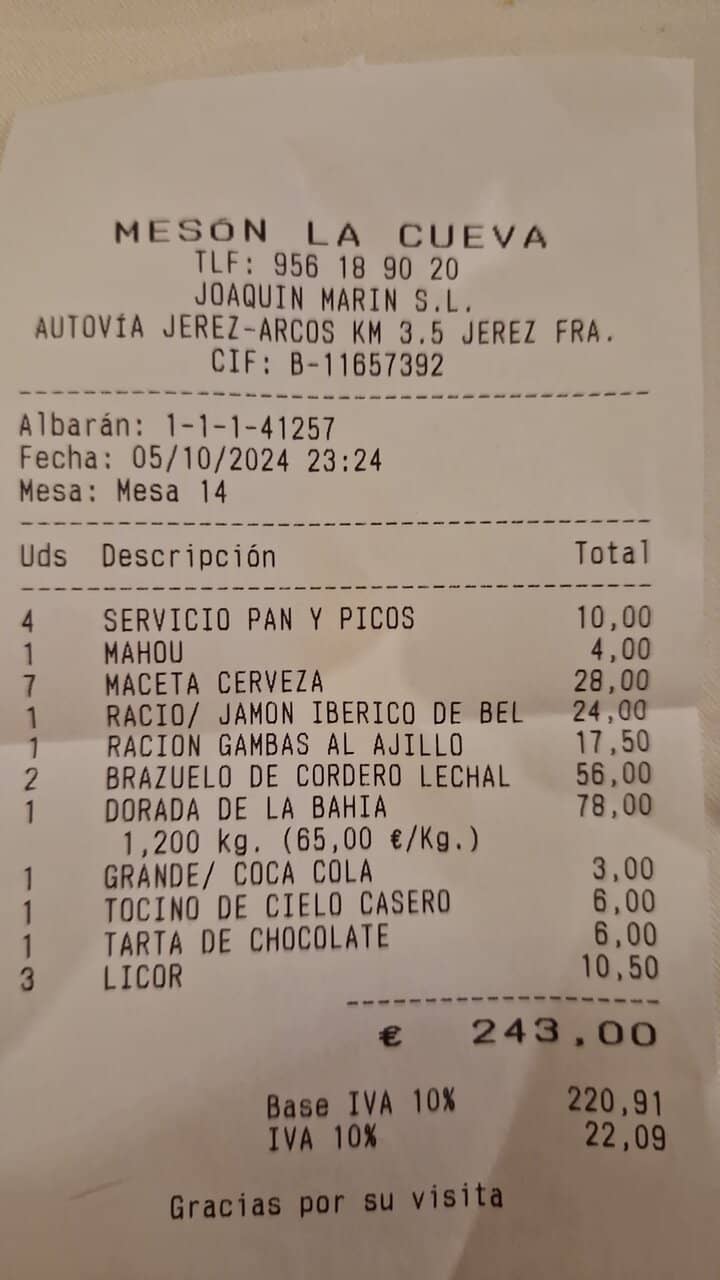 MESÓN LA CUEVA
TLF: 956 18 90 20
JOAQUIN MARIN S.L.
AUTOVÍA JEREZ-ARCOS KM 3.5 JEREZ FRA.
CIF: B-11657392
Albarán: 1-1-1-41257
Fecha: 05/10/2024 23:24
Mesa: Mesa 14
Uds Descripción Total
4 SERVICIO PAN Y PICOS 10,00
1 MAHOU 4,00
7 MACETA CERVEZA 28,00
1 RACIO/ JAMON IBERICO DE BEL 24,00
1 RACION GAMBAS AL AJILLO 17,50
2 BRAZUELO DE CORDERO LECHAL 56,00
1 DORADA DE LA BAHIA 78,00
1,200 kg. (65,00 €/Kg.)
1 GRANDE/ COCA COLA 3,00
1 TOCINO DE CIELO CASERO 6,00
1 TARTA DE CHOCOLATE 6,00
3 LICOR 10,50
€ 243,00
Base IVA 10% 220,91
IVA 10% 22,09
Gracias por su visita